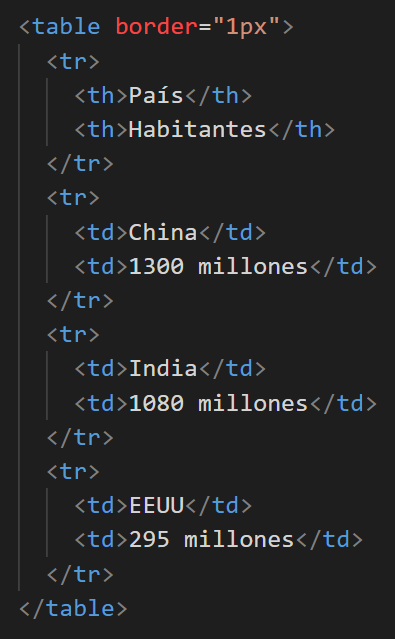 <table border="1px">
<tr>
<th>País</th>
<th>Habitantes</th>
</tr>
<tr>
<td>China</td>
<td>1300 millones</td>
</tr>
<tr>
<td>India</td>
<td>1080 millones</td>
</tr>
<tr>
<td>EEUU</td>
<td>295 millones</td>
</tr>
</table>